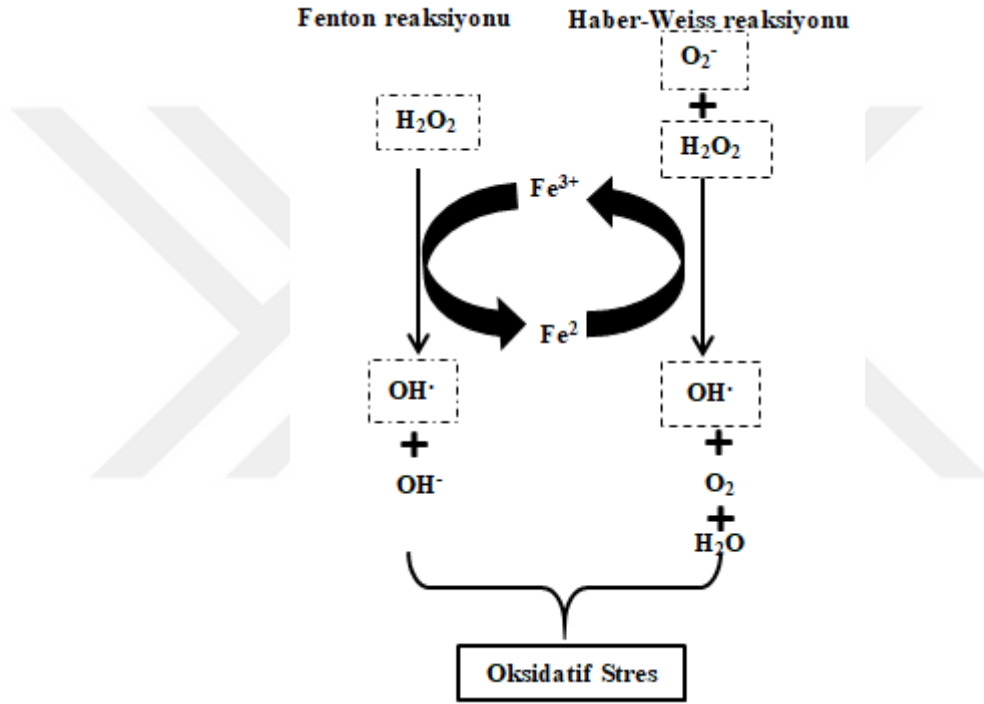 Fenton reaksiyonu
Haber-Weiss reaksiyonu
O₂⁻
+
H₂O₂
H₂O₂
Fe³⁺
Fe²
OH·
+
OH⁻
OH·
+
O₂
+
H₂O
Oksidatif Stres